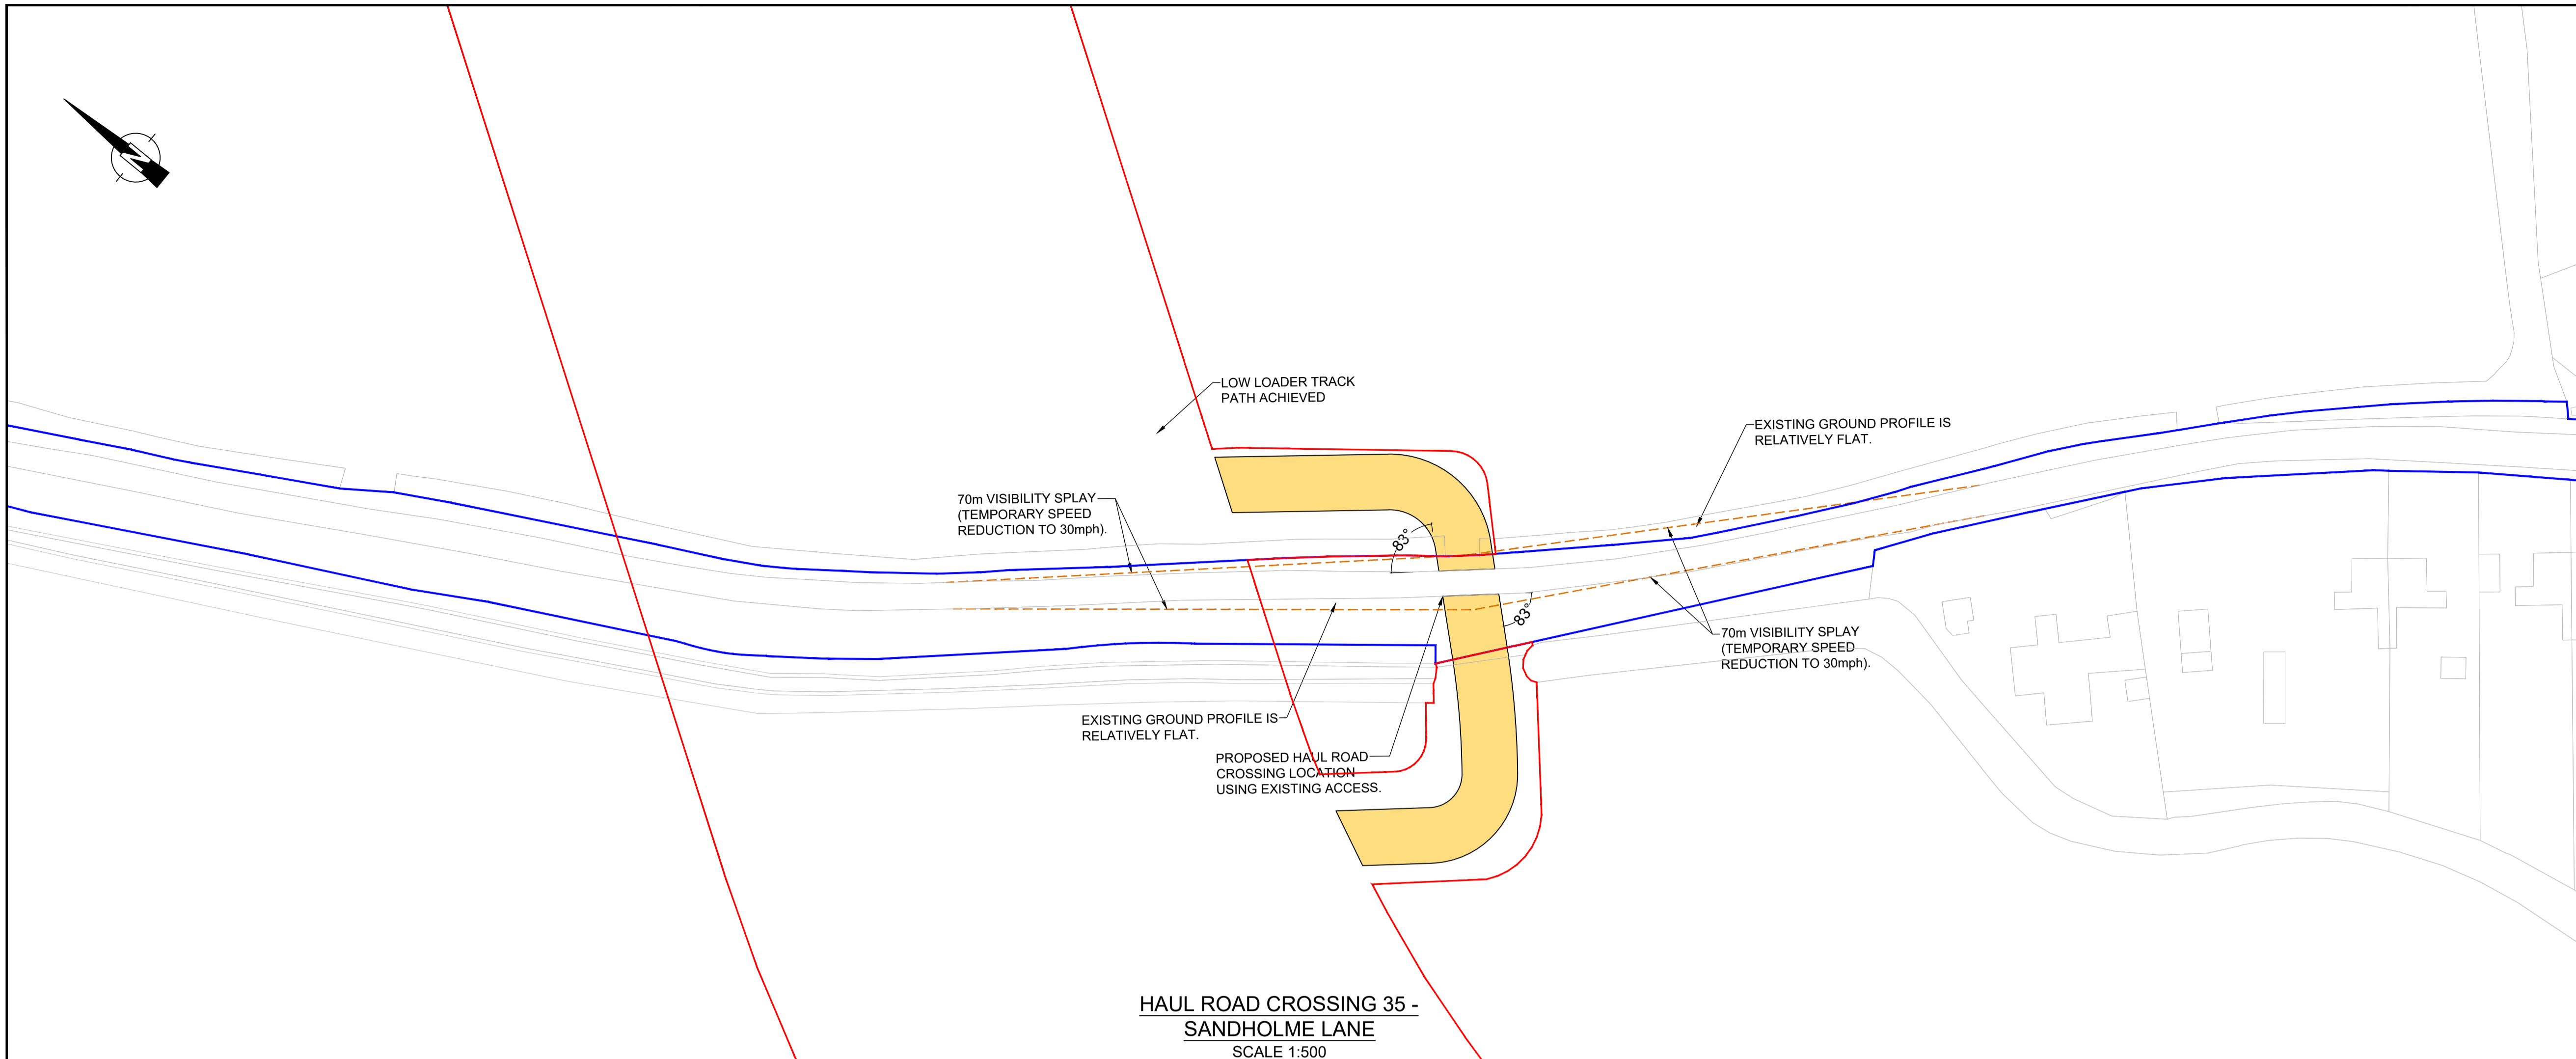 N
LOW LOADER TRACK
PATH ACHIEVED
EXISTING GROUND PROFILE IS
RELATIVELY FLAT.
70m VISIBILITY SPLAY
(TEMPORARY SPEED
REDUCTION TO 30mph).
83°
83°
70m VISIBILITY SPLAY
(TEMPORARY SPEED
REDUCTION TO 30mph).
EXISTING GROUND PROFILE IS
RELATIVELY FLAT.
PROPOSED HAUL ROAD
CROSSING LOCATION
USING EXISTING ACCESS.
HAUL ROAD CROSSING 35 -
SANDHOLME LANE
SCALE 1:500